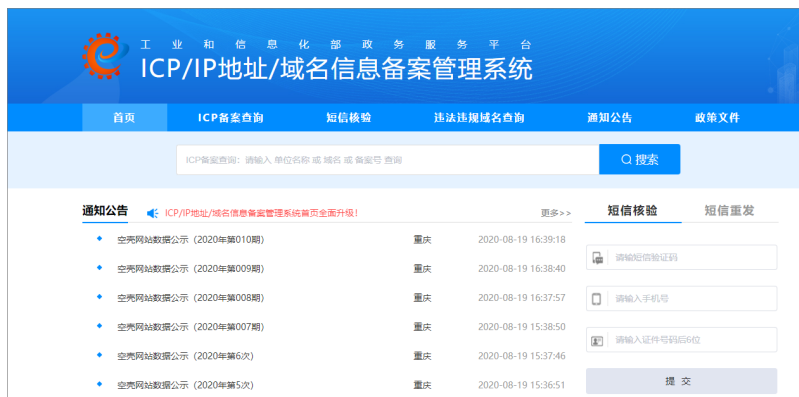 工业和信息化部政务服务平台
ICP/IP地址/域名信息备案管理系统
首页 ICP备案查询 短信核验 违法违规域名查询 通知公告 政策文件
ICP备案查询：请输入 单位名称 或 域名 或 备案号 查询 搜索
通知公告 ICP/IP地址/域名信息备案管理系统首页全面升级！ 更多>> 短信核验 短信重发
空壳网站数据公示（2020年第010期） 重庆 2020-08-19 16:39:18
请输短信验证码
空壳网站数据公示（2020年第009期） 重庆 2020-08-19 16:38:40
空壳网站数据公示（2020年第008期） 重庆 2020-08-19 16:37:57
请输入手机号
空壳网站数据公示（2020年第007期） 重庆 2020-08-19 15:38:50
请输入证件号码后6位
空壳网站数据公示（2020年第6次） 重庆 2020-08-19 15:37:46
空壳网站数据公示（2020年第5次） 重庆 2020-08-19 15:36:51
提 交